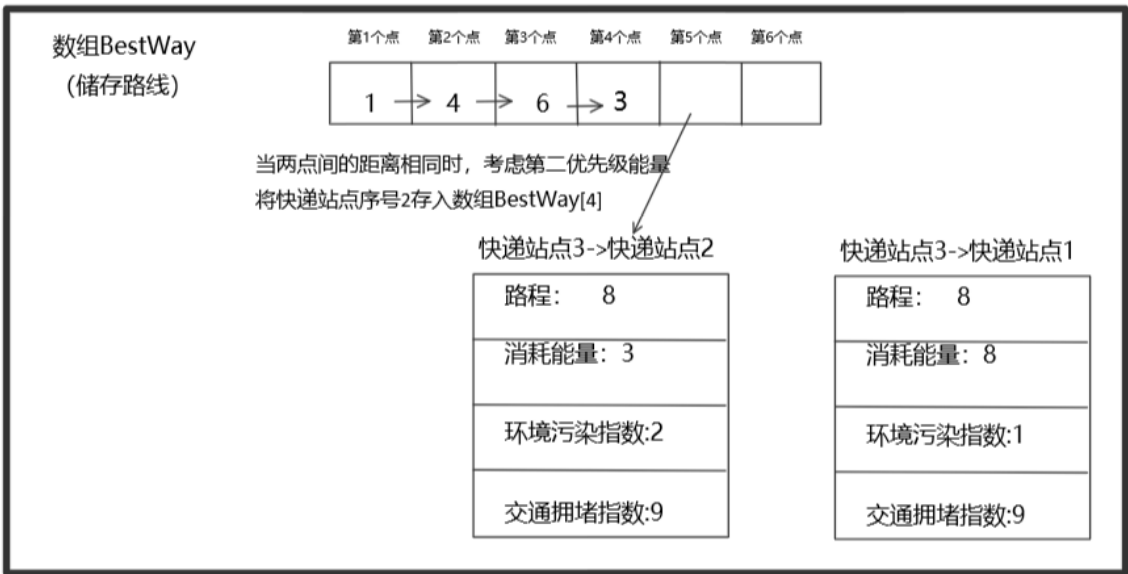 数组BestWay
(储存路线)
第1个点 第2个点 第3个点 第4个点 第5个点 第6个点
1 4 6 3
当两点间的距离相同时，考虑第二优先级能量
将快递站点序号2存入数组BestWay[4]
快递站点3->快递站点2
路程： 8
消耗能量：3
环境污染指数:2
交通拥堵指数:9
快递站点3->快递站点1
路程： 8
消耗能量：8
环境污染指数:1
交通拥堵指数:9